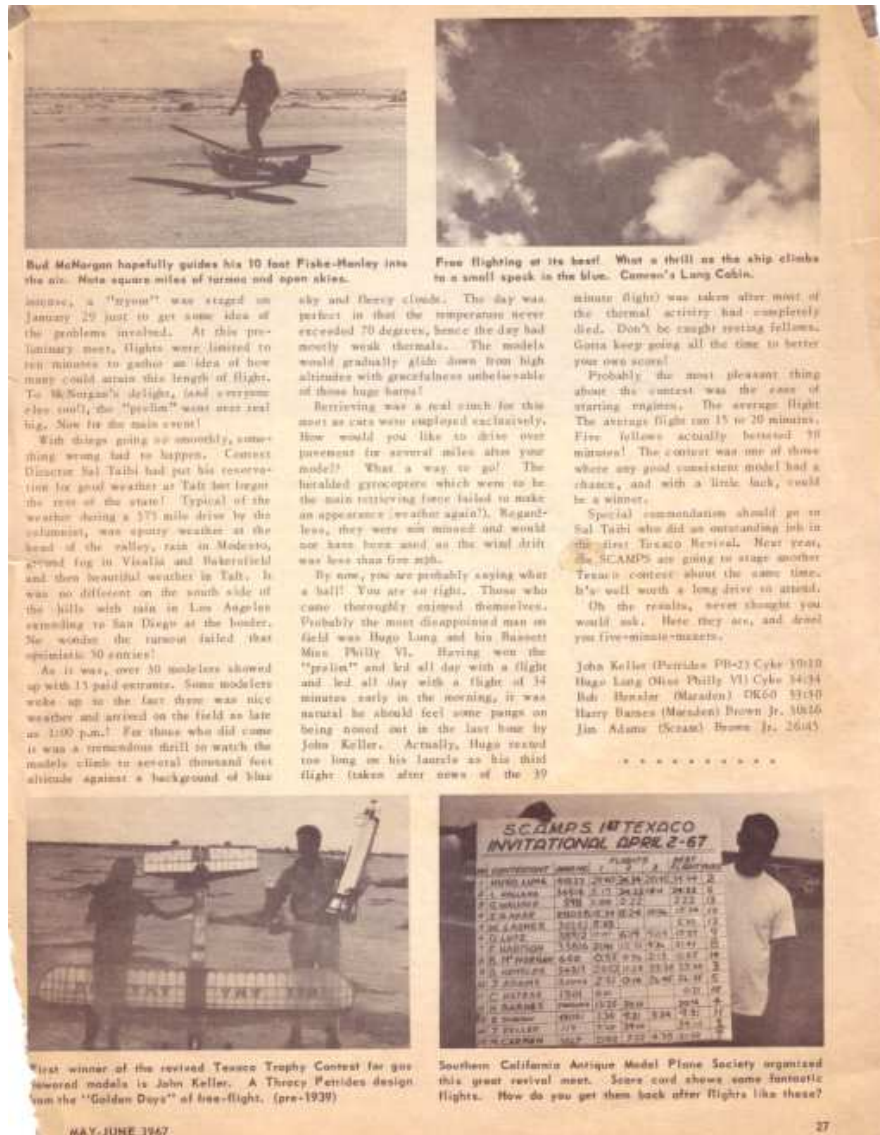 Bud McNorgan hopefully guides his 10 foot Fiske-Hanley into
the air. Note square miles of tarmac and open skies.
Free flighting at its best! What a thrill as the ship climbs
to a small speck in the blue. Conran's Lang Cabin.
intense, a "tryout" was staged on
January 29 just to get some idea of
the problems involved. At this pre-
liminary meet, flights were limited to
ten minutes to gather an idea of how
many could attain this length of flight.
To McNorgan's delight, (and everyone
else too!), the "prelim" went over real
big. Now for the main event!
With things going so smoothly, some-
thing wrong had to happen. Contest
Director Sal Taibi had put his reserva-
tion for good weather at Taft but forgot
the rest of the state! Typical of the
weather during a 575 mile drive by the
columnist, was spotty weather at the
head of the valley, rain in Modesto,
ground fog in Visalia and Bakersfield
and then beautiful weather in Taft. It
was no different on the south side of
the hills with rain in Los Angeles
extending to San Diego at the border.
No wonder the turnout failed that
optimistic 50 entries!
As it was, over 30 modelers showed
up with 15 paid entrants. Some modelers
woke up to the fact there was nice
weather and arrived on the field as late
as 1:00 p.m.! For those who did come
it was a tremendous thrill to watch the
models climb to several thousand feet
altitude against a background of blue
sky and fleecy clouds. The day was
perfect in that the temperature never
exceeded 70 degrees, hence the day had
mostly weak thermals. The models
would gradually glide down from high
altitudes with gracefulness unbelievable
of those huge hams!
Retrieving was a real cinch for this
meet as cars were employed exclusively.
How would you like to drive over
pavement for several miles after your
model? What a way to go! The
heralded gyrocopters which were to be
the main retrieving force failed to make
an appearance (weather again?). Regard-
less, they were not missed and would
not have been used as the wind drift
was less than five mph.
By now, you are probably saying what
a ball! You are so right. Those who
came thoroughly enjoyed themselves.
Probably the most disappointed man on
field was Hugo Lung and his Bassett
Miss Philly VI. Having won the
"prelim" and led all day with a flight
and led all day with a flight of 34
minutes early in the morning, it was
natural he should feel some pangs on
being nosed out in the last hour by
John Keller. Actually, Hugo rested
too long on his laurels as his third
flight (taken after news of the 39
minute flight) was taken after most of
the thermal activity had completely
died. Don't be caught resting fellows.
Gotta keep going all the time to better
your own score!
Probably the most pleasant thing
about the contest was the ease of
starting engines. The average flight
The average flight ran 15 to 20 minutes.
Five fellows actually bettered
minutes! The contest was one of those
where any good consistent model had a
chance, and with a little luck, could
be a winner.
Special commendation should go to
Sal Taibi who did an outstanding job in
the first Texaco Revival. Next year,
the SCAMPS are going to stage another
Texaco contest about the same time.
It's well worth a long drive to attend.
Oh the results, never thought you
would ask. Here they are, and drool
you five-minute-maxers.
John Keller (Petrides PB-2) Cyke
Hugo Lung (Miss Philly VI) Cyke 34:34
Bob Hensler (Marsden) OK60 33:30
Harry Barnes (Marsden) Brown Jr. 30:16
Jim Adams (Scram) Brown Jr. 26:45
* * * * * * * * * *
S.C.A.M.P.S. 1ST TEXACO
INVITATIONAL APRIL 2-67
CONTESTANT FLIGHTS BEST
1 2 3 FLIGHT
HUGO LUNG
ADAMS
BARNES
KELLER
First winner of the revived Texaco Trophy Contest for gas
powered models is John Keller. A Thracy Petrides design
from the "Golden Days" of free-flight. (pre-1939)
Southern California Antique Model Plane Society organized
this great revival meet. Score card shows some fantastic
flights. How do you get them back after flights like these?
MAY-JUNE 1967
27